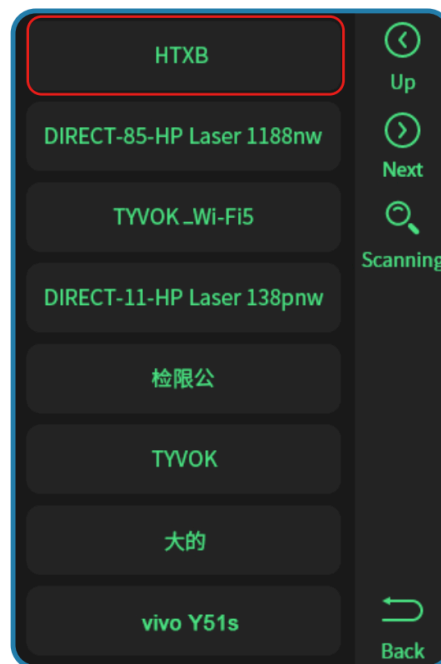 HTXB
DIRECT-85-HP Laser 1188nw
TYVOK_Wi-Fi5
DIRECT-11-HP Laser 138pnw
检限公
TYVOK
大的
vivo Y51s
Up
Next
Scanning
Back